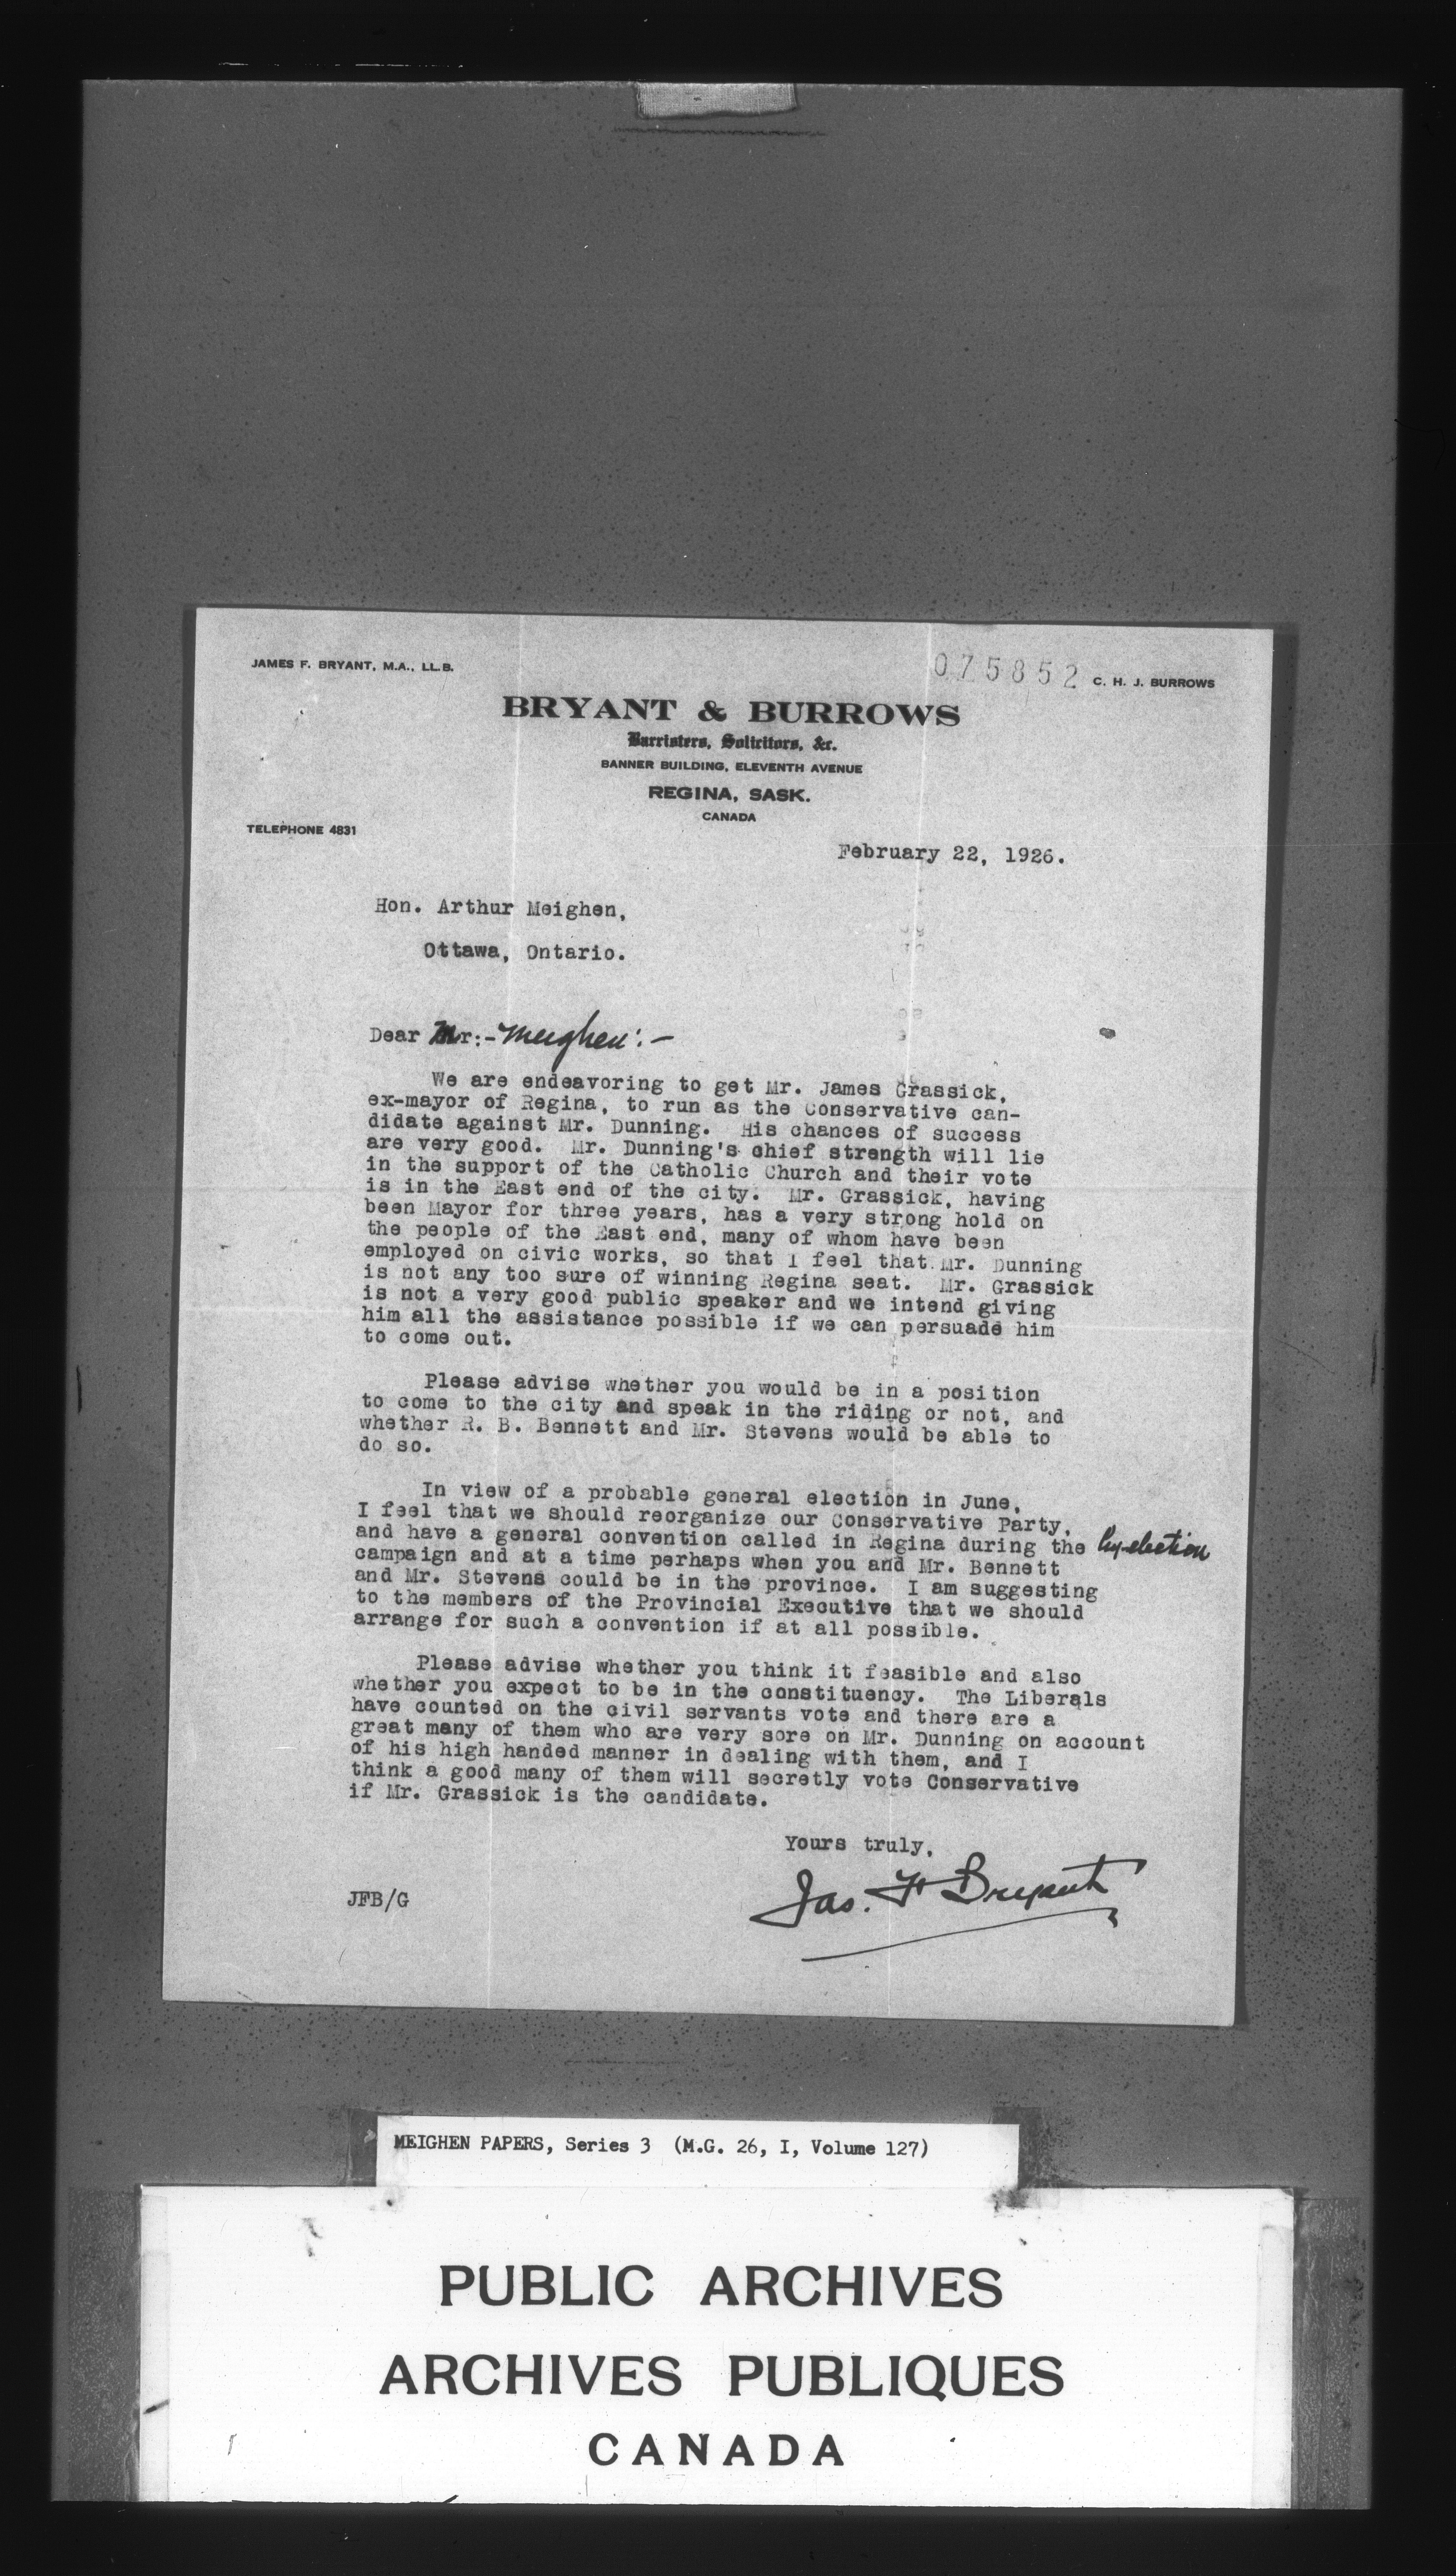 JAMES F. BRYANT, M.A., LL.B.
075852
C. H. J. BURROWS
BRYANT & BURROWS
Barristers, Solicitors, &c.
BANNER BUILDING, ELEVENTH AVENUE
REGINA, SASK.
CANADA
TELEPHONE 4831
February 22, 1926.
Hon. Arthur Meighen,
Ottawa, Ontario.
Dear Mr:- Meighen:-
We are endeavoring to get Mr. James Grassick,
ex-mayor of Regina, to run as the Conservative can-
didate against Mr. Dunning. His chances of success
are very good. Mr. Dunning's chief strength will lie
in the support of the Catholic Church and their vote
is in the East end of the city. Mr. Grassick, having
been Mayor for three years, has a very strong hold on
the people of the East end, many of whom have been
employed on civic works, so that I feel that Mr. Dunning
is not any too sure of winning Regina seat. Mr. Grassick
is not a very good public speaker and we intend giving
him all the assistance possible if we can persuade him
to come out.
Please advise whether you would be in a position
to come to the city and speak in the riding or not, and
whether R. B. Bennett and Mr. Stevens would be able to
do so.
In view of a probable general election in June,
I feel that we should reorganize our Conservative Party,
and have a general convention called in Regina during the by-election
campaign and at a time perhaps when you and Mr. Bennett
and Mr. Stevens could be in the province. I am suggesting
to the members of the Provincial Executive that we should
arrange for such a convention if at all possible.
Please advise whether you think it feasible and also
whether you expect to be in the constituency. The Liberals
have counted on the civil servants vote and there are a
great many of them who are very sore on Mr. Dunning on account
of his high handed manner in dealing with them, and I
think a good many of them will secretly vote Conservative
if Mr. Grassick is the candidate.
Yours truly,
Jas. F Bryant
JFB/G
MEIGHEN PAPERS, Series 3 (M.G. 26, I, Volume 127)
PUBLIC ARCHIVES
ARCHIVES PUBLIQUES
CANADA